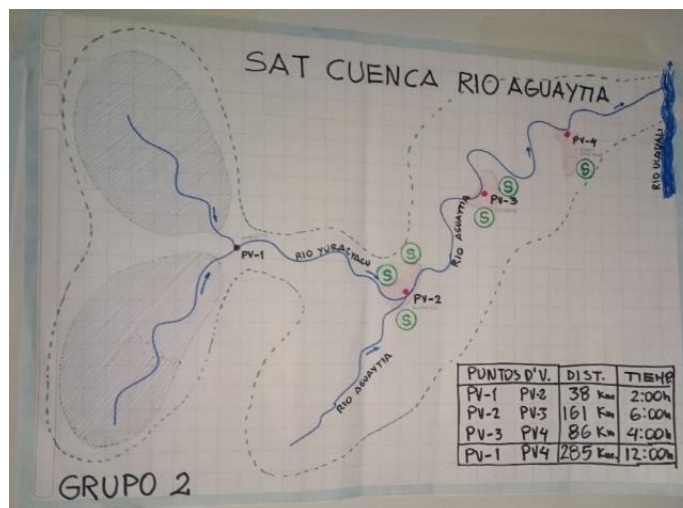 SAT CUENCA RIO AGUAYTIA
PV-4
RIO UCAYALI
S
S
PV-3
S
RIO AGUAYTIA
PV-1
RIO YURACYACU
S
S
PV-2
S
RIO AGUAYTIA
PUNTOS D'V. DIST. TIEMP
PV-1 PV-2 38 Km 2:00h
PV-2 PV-3 161 Km 6:00h
PV-3 PV4 86 Km 4:00h
PV-1 PV4 285 Km. 12:00h
GRUPO 2